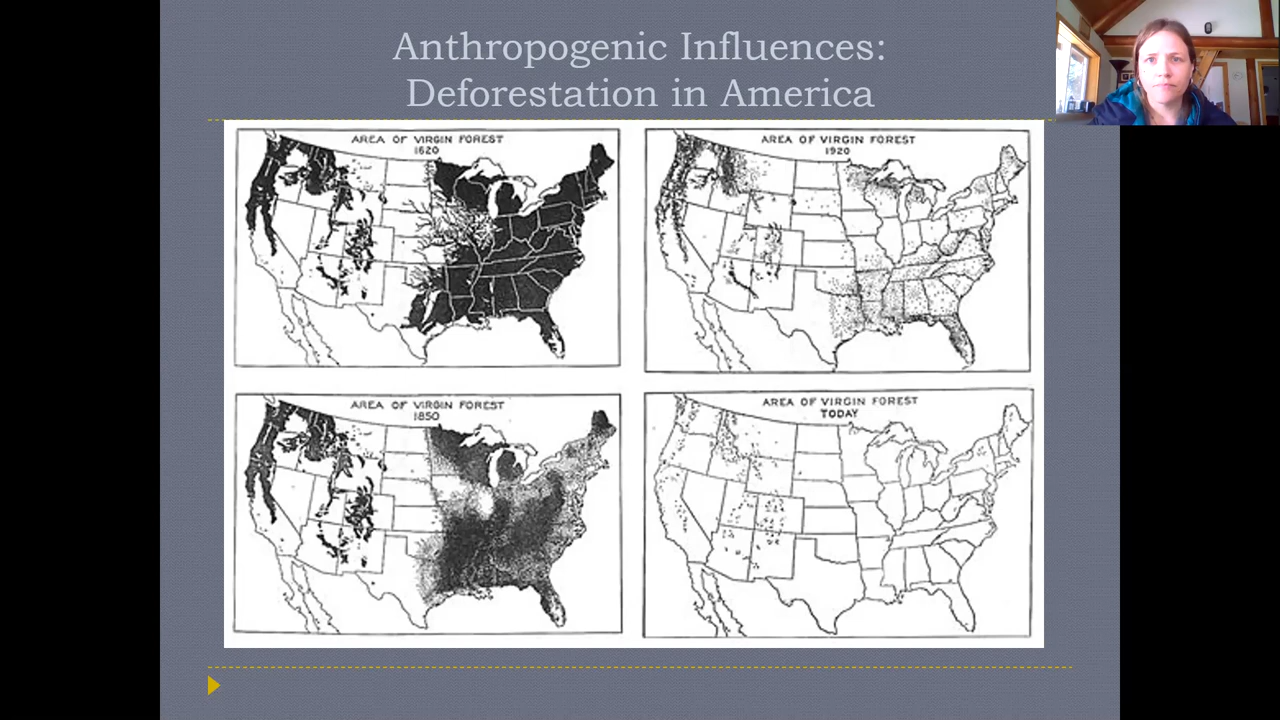 Anthropogenic Influences:
Deforestation in America
AREA OF VIRGIN FOREST
1620
AREA OF VIRGIN FOREST
1920
AREA OF VIRGIN FOREST
1850
AREA OF VIRGIN FOREST
TODAY